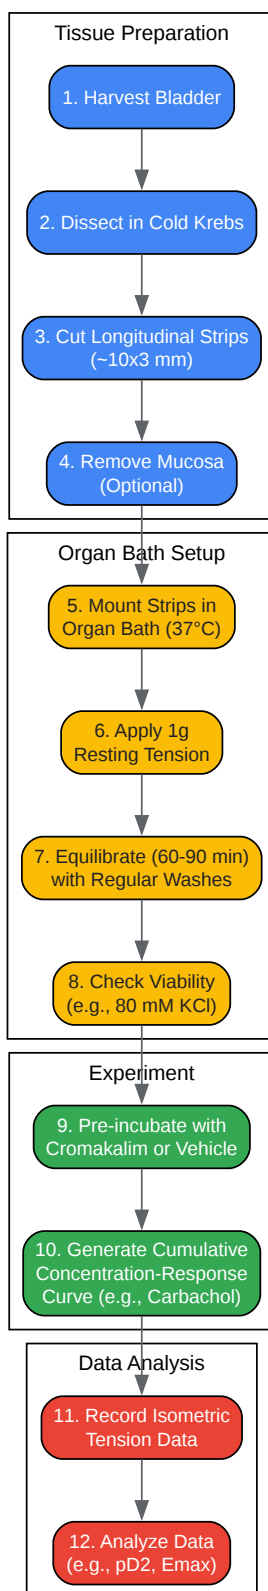 Tissue Preparation
1. Harvest Bladder
2. Dissect in Cold Krebs
3. Cut Longitudinal Strips
(~10x3 mm)
4. Remove Mucosa
(Optional)
Organ Bath Setup
5. Mount Strips in
Organ Bath (37°C)
6. Apply 1g
Resting Tension
7. Equilibrate (60-90 min)
with Regular Washes
8. Check Viability
(e.g., 80 mM KCl)
Experiment
9. Pre-incubate with
Cromakalim or Vehicle
10. Generate Cumulative
Concentration-Response
Curve (e.g., Carbachol)
Data Analysis
11. Record Isometric
Tension Data
12. Analyze Data
(e.g., pD2, Emax)